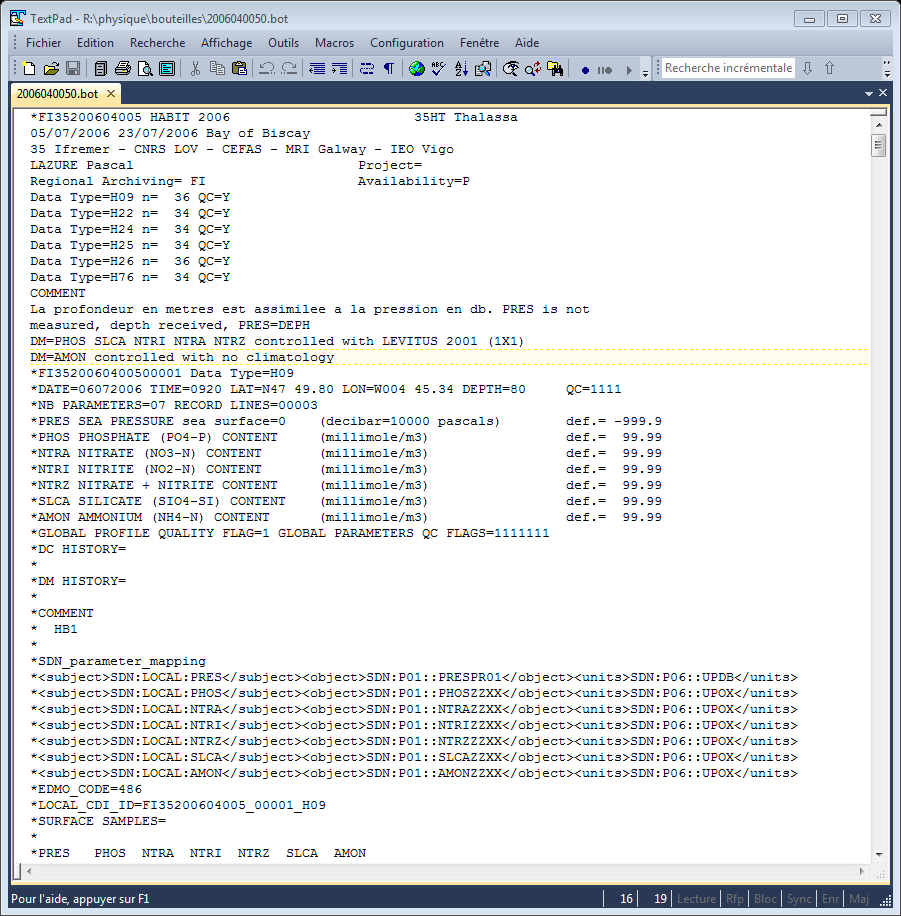 TextPad - R:\physique\bouteilles\2006040050.bot
Fichier Edition Recherche Affichage Outils Macros Configuration Fenêtre Aide
Recherche incrémentale
2006040050.bot
*FI35200604005 HABIT 2006 35HT Thalassa
05/07/2006 23/07/2006 Bay of Biscay
35 Ifremer - CNRS LOV - CEFAS - MRI Galway - IEO Vigo
LAZURE Pascal Project=
Regional Archiving= FI Availability=P
Data Type=H09 n= 36 QC=Y
Data Type=H22 n= 34 QC=Y
Data Type=H24 n= 34 QC=Y
Data Type=H25 n= 34 QC=Y
Data Type=H26 n= 36 QC=Y
Data Type=H76 n= 34 QC=Y
COMMENT
La profondeur en metres est assimilee a la pression en db. PRES is not
measured, depth received, PRES=DEPH
DM=PHOS SLCA NTRI NTRA NTRZ controlled with LEVITUS 2001 (1X1)
DM=AMON controlled with no climatology
*FI3520060400500001 Data Type=H09
*DATE=06072006 TIME=0920 LAT=N47 49.80 LON=W004 45.34 DEPTH=80 QC=1111
*NB PARAMETERS=07 RECORD LINES=00003
*PRES SEA PRESSURE sea surface=0 (decibar=10000 pascals) def.= -999.9
*PHOS PHOSPHATE (PO4-P) CONTENT (millimole/m3) def.= 99.99
*NTRA NITRATE (NO3-N) CONTENT (millimole/m3) def.= 99.99
*NTRI NITRITE (NO2-N) CONTENT (millimole/m3) def.= 99.99
*NTRZ NITRATE + NITRITE CONTENT (millimole/m3) def.= 99.99
*SLCA SILICATE (SIO4-SI) CONTENT (millimole/m3) def.= 99.99
*AMON AMMONIUM (NH4-N) CONTENT (millimole/m3) def.= 99.99
*GLOBAL PROFILE QUALITY FLAG=1 GLOBAL PARAMETERS QC FLAGS=1111111
*DC HISTORY=
*
*DM HISTORY=
*
*COMMENT
* HB1
*
*SDN_parameter_mapping
*<subject>SDN:LOCAL:PRES</subject><object>SDN:P01::PRESPR01</object><units>SDN:P06::UPDB</units>
*<subject>SDN:LOCAL:PHOS</subject><object>SDN:P01::PHOSZZXX</object><units>SDN:P06::UPOX</units>
*<subject>SDN:LOCAL:NTRA</subject><object>SDN:P01::NTRAZZXX</object><units>SDN:P06::UPOX</units>
*<subject>SDN:LOCAL:NTRI</subject><object>SDN:P01::NTRIZZXX</object><units>SDN:P06::UPOX</units>
*<subject>SDN:LOCAL:NTRZ</subject><object>SDN:P01::NTRZZZXX</object><units>SDN:P06::UPOX</units>
*<subject>SDN:LOCAL:SLCA</subject><object>SDN:P01::SLCAZZXX</object><units>SDN:P06::UPOX</units>
*<subject>SDN:LOCAL:AMON</subject><object>SDN:P01::AMONZZXX</object><units>SDN:P06::UPOX</units>
*EDMO_CODE=486
*LOCAL_CDI_ID=FI35200604005_00001_H09
*SURFACE SAMPLES=
*
*PRES PHOS NTRA NTRI NTRZ SLCA AMON
Pour l'aide, appuyer sur F1 16 19 Lecture Rfp Bloc Sync Enr Maj